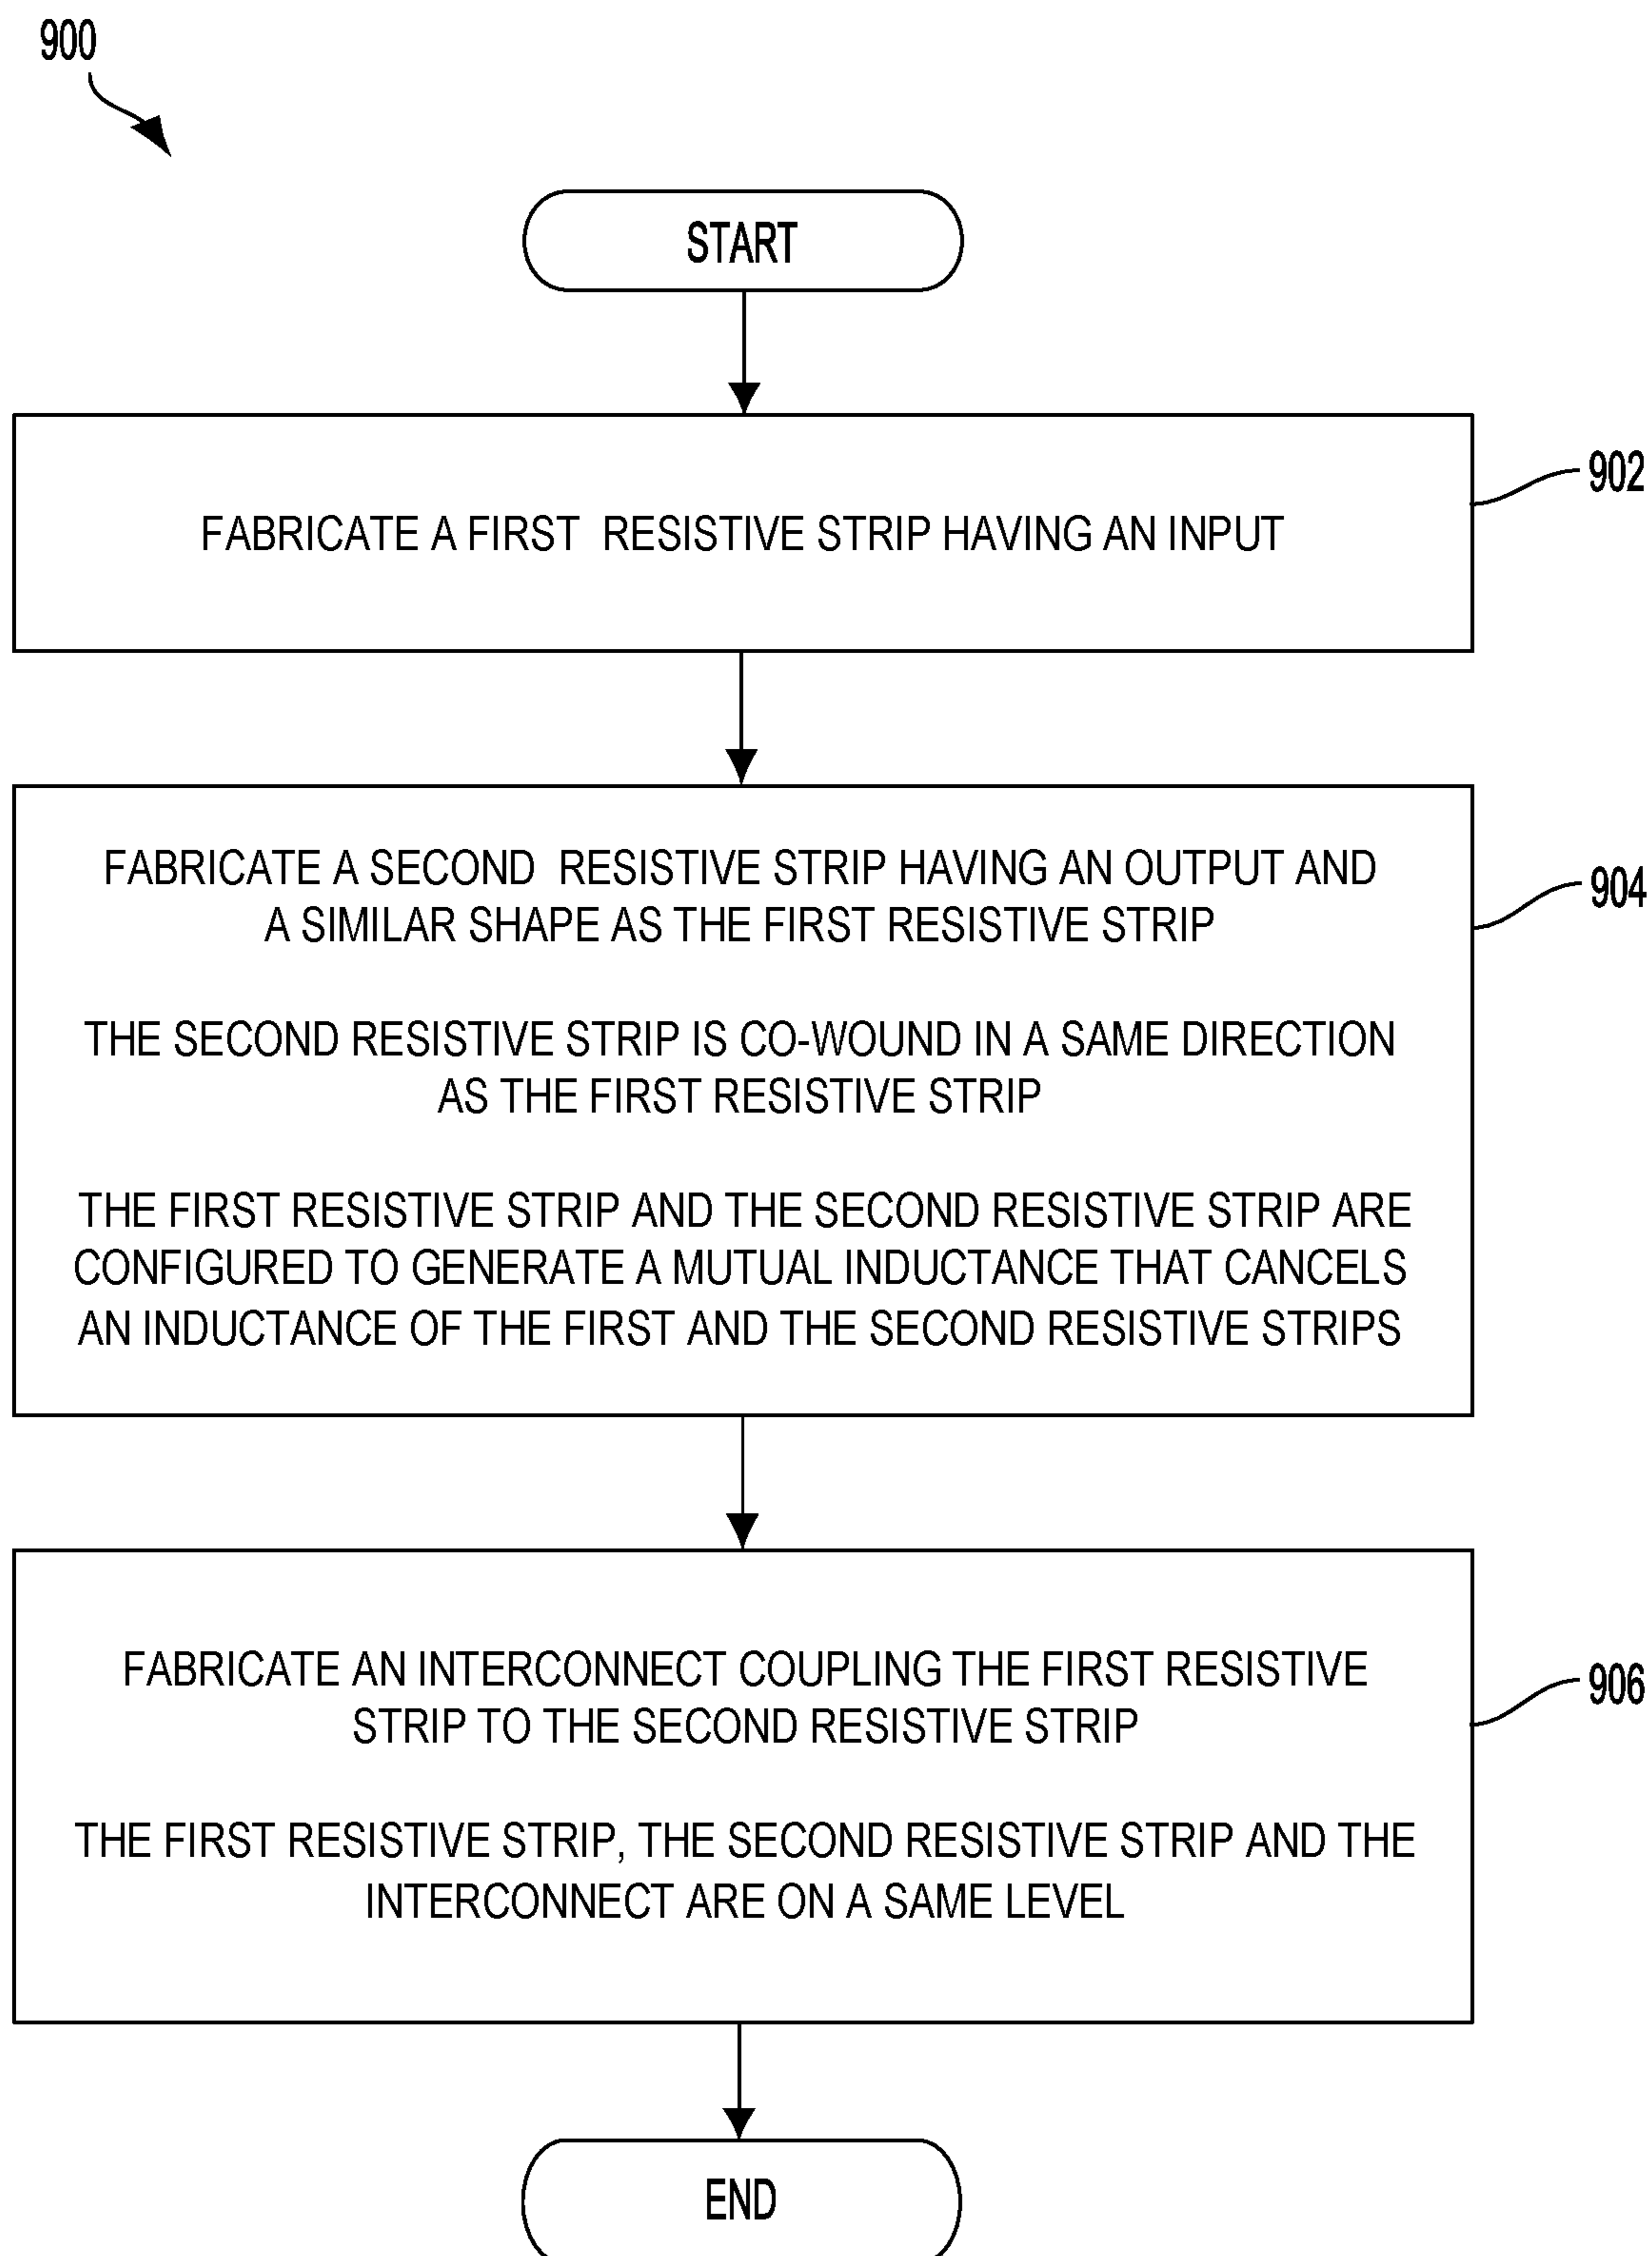 900
START
FABRICATE A FIRST RESISTIVE STRIP HAVING AN INPUT
902
FABRICATE A SECOND RESISTIVE STRIP HAVING AN OUTPUT AND
A SIMILAR SHAPE AS THE FIRST RESISTIVE STRIP
THE SECOND RESISTIVE STRIP IS CO-WOUND IN A SAME DIRECTION
AS THE FIRST RESISTIVE STRIP
THE FIRST RESISTIVE STRIP AND THE SECOND RESISTIVE STRIP ARE
CONFIGURED TO GENERATE A MUTUAL INDUCTANCE THAT CANCELS
AN INDUCTANCE OF THE FIRST AND THE SECOND RESISTIVE STRIPS
904
FABRICATE AN INTERCONNECT COUPLING THE FIRST RESISTIVE
STRIP TO THE SECOND RESISTIVE STRIP
THE FIRST RESISTIVE STRIP, THE SECOND RESISTIVE STRIP AND THE
INTERCONNECT ARE ON A SAME LEVEL
906
END